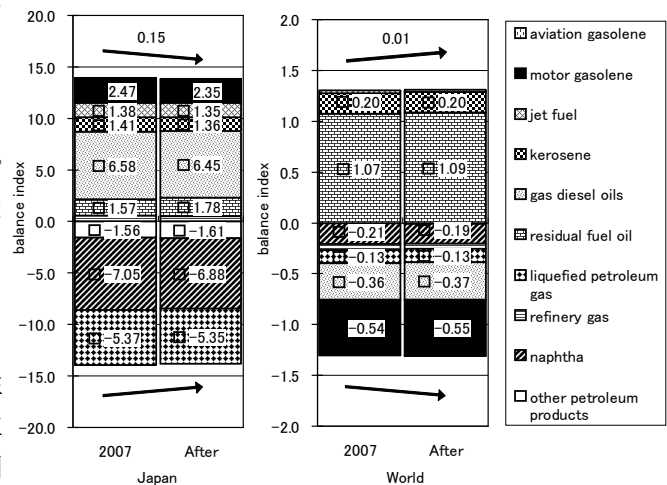 20.0
15.0
10.0
5.0
0.0
−5.0
−10.0
−15.0
−20.0
balance index
0.15
2.47
2.35
1.38
1.35
1.41
1.36
6.58
6.45
1.57
1.78
−1.56
−1.61
−7.05
−6.88
−5.37
−5.35
2007
After
Japan
2.0
1.5
1.0
0.5
0.0
−0.5
−1.0
−1.5
−2.0
balance index
0.01
0.20
0.20
1.07
1.09
−0.21
−0.19
−0.13
−0.13
−0.36
−0.37
−0.54
−0.55
2007
After
World
aviation gasolene
motor gasolene
jet fuel
kerosene
gas diesel oils
residual fuel oil
liquefied petroleum
gas
refinery gas
naphtha
other petroleum
products